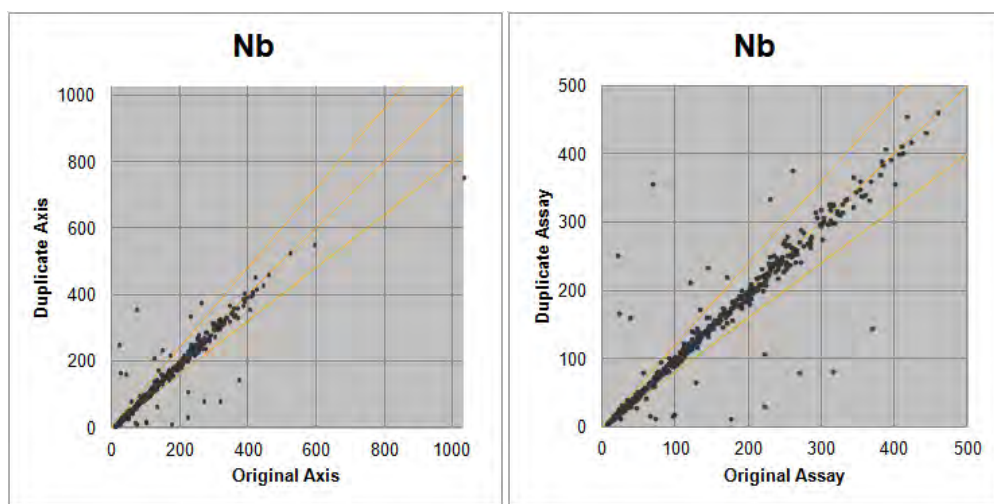 Nb
1000
800
600
400
200
0
Duplicate Axis
0 200 400 600 800 1000
Original Axis
Nb
500
400
300
200
100
0
Duplicate Assay
0 100 200 300 400 500
Original Assay